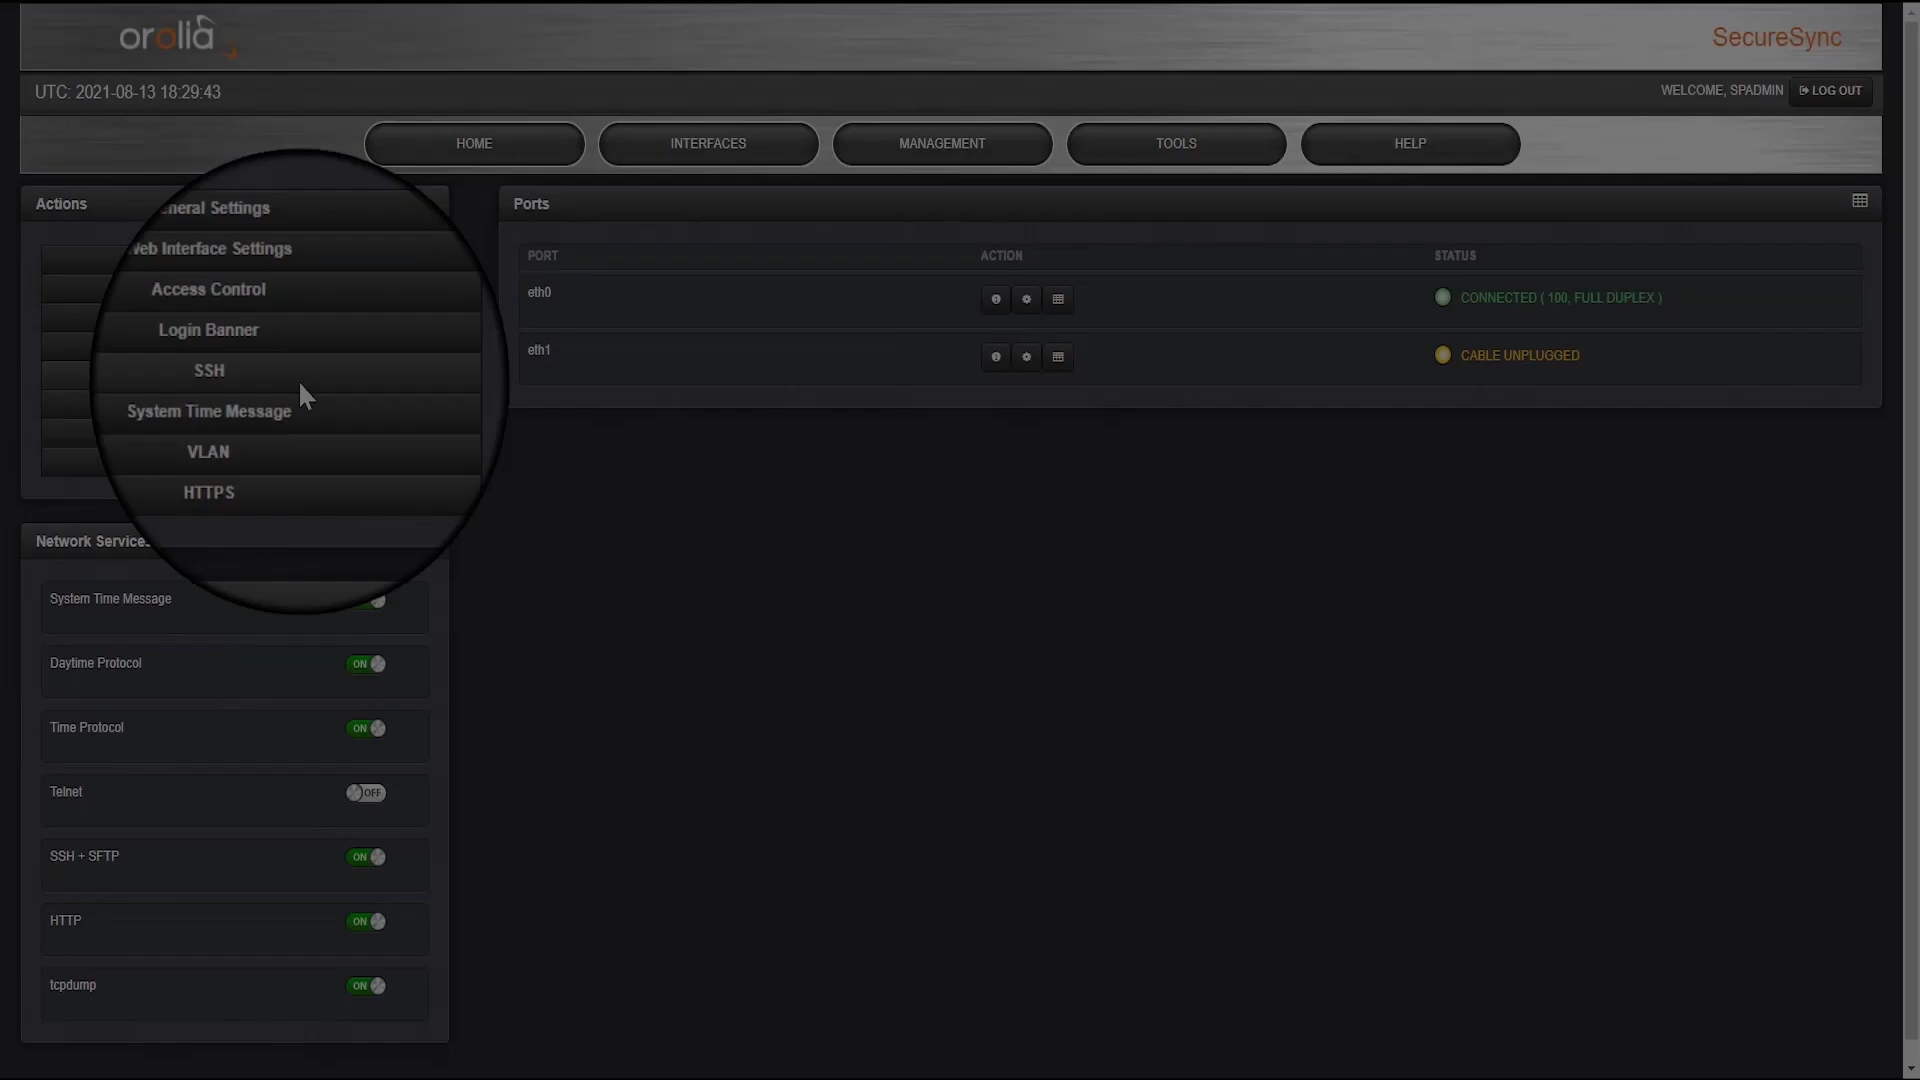 orolia
SecureSync
UTC: 2021-08-13 18:29:43
WELCOME, SPADMIN
LOG OUT
HOME
INTERFACES
MANAGEMENT
TOOLS
HELP
Actions
neral Settings
Web Interface Settings
Access Control
Login Banner
SSH
System Time Message
VLAN
HTTPS
Ports
PORT
ACTION
STATUS
eth0
CONNECTED ( 100, FULL DUPLEX )
eth1
CABLE UNPLUGGED
Network Services
System Time Message
Daytime Protocol
ON
Time Protocol
ON
Telnet
OFF
SSH + SFTP
ON
HTTP
ON
tcpdump
ON